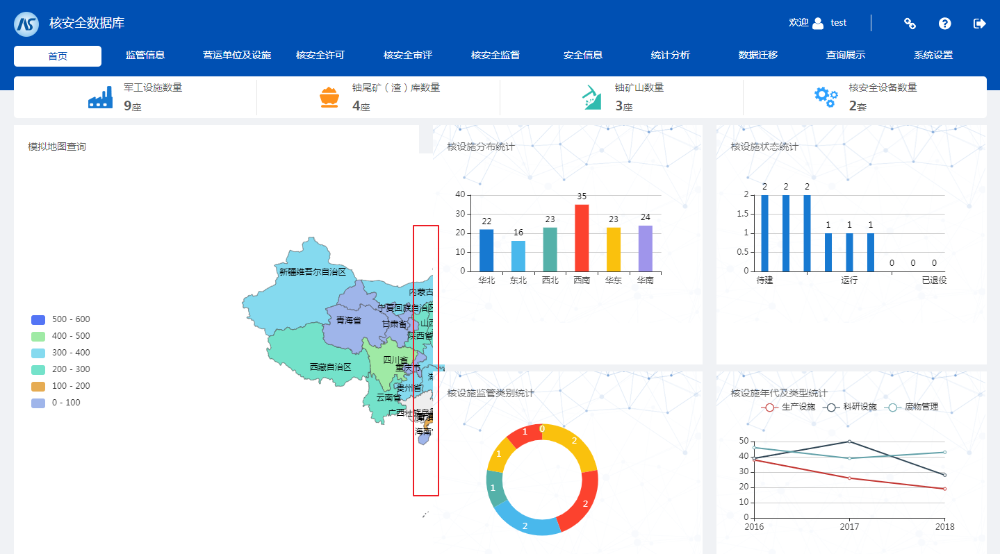 核安全数据库
欢迎 test
首页 监管信息 营运单位及设施 核安全许可 核安全审评 核安全监督 安全信息 统计分析 数据迁移 查询展示 系统设置
军工设施数量
9座
铀尾矿（渣）库数量
4座
铀矿山数量
3座
核安全设备数量
2套
模拟地图查询
新疆维吾尔自治区
内蒙古
宁夏回族自治区
青海省
甘肃省
山西
陕西省
四川省
重庆市
西藏自治区
贵州省
云南省
广西壮族自
海南省
500 - 600
400 - 500
300 - 400
200 - 300
100 - 200
0 - 100
核设施分布统计
40
30
20
10
0
22 16 23 35 23 24
华北 东北 西北 西南 华东 华南
核设施状态统计
2
1.5
1
0.5
0
2 2 2 1 1 1 0 0 0
待建 运行 已退役
核设施监管类别统计
0
2
2
2
1
1
1
核设施年代及类型统计
生产设施 科研设施 废物管理
50
40
30
20
10
0
2016 2017 2018